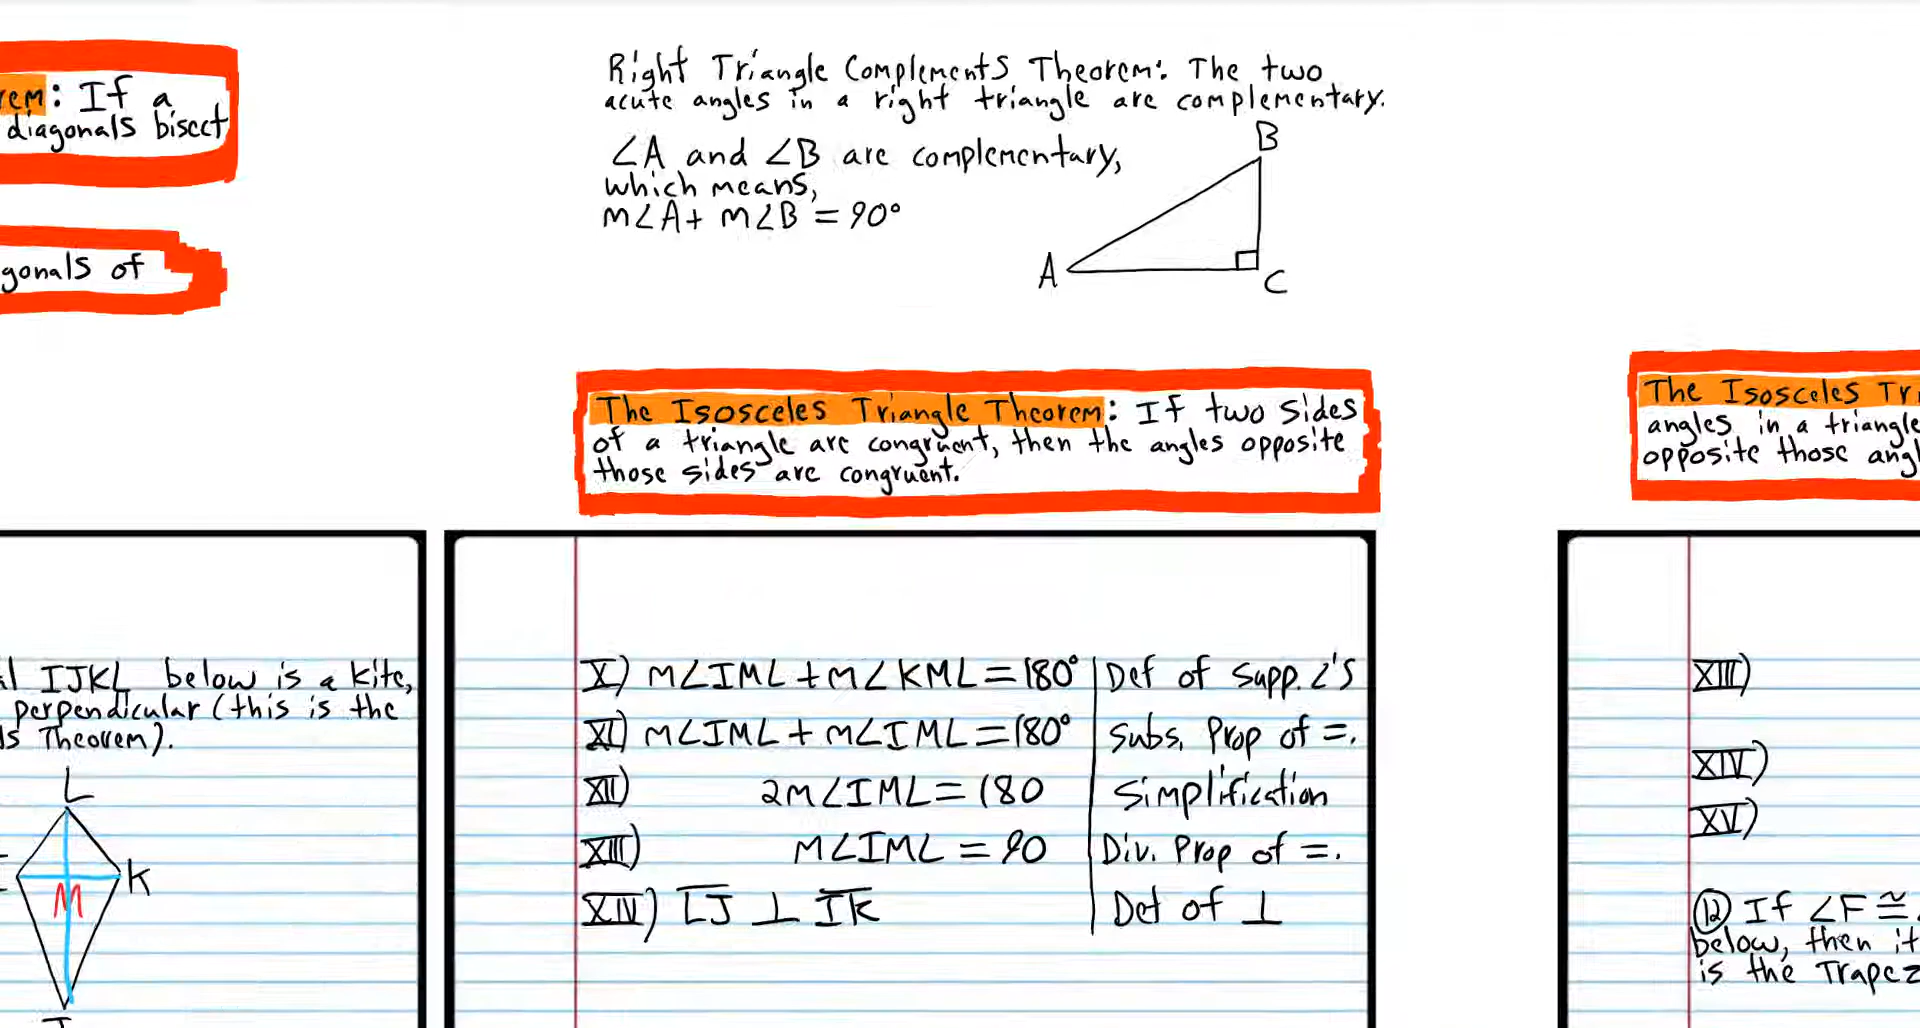 rem: If a
diagonals bisect
gonals of
Right Triangle Complements Theorem: The two
acute angles in a right triangle are complementary.
∠A and ∠B are complementary,
which means,
m∠A + m∠B = 90°
B
A
C
The Isosceles Triangle Theorem: If two sides
of a triangle are congruent, then the angles opposite
those sides are congruent.
The Isosceles Tri
angles in a triangle
opposite those angl
al IJKL below is a kite,
perpendicular (this is the
ls Theorem).
L
K
M
X) m∠IML + m∠KML = 180° Def of supp. ∠'s
XI) m∠IML + m∠IML = 180° Subs. Prop of =.
XII) 2m∠IML = 180 Simplification
XIII) m∠IML = 90 Div. Prop of =.
XIV) LJ ⊥ IK Def of ⊥
XIII)
XIV)
XV)
12 If ∠F ≅
below, then it
is the Trapez